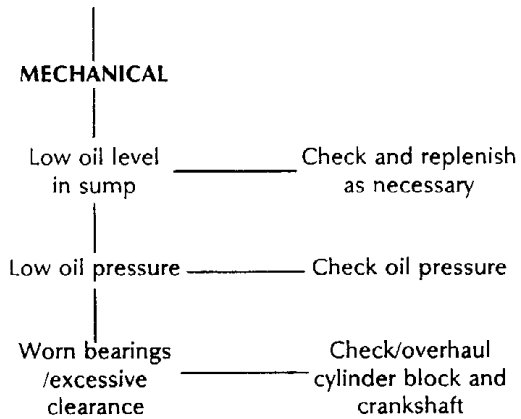 MECHANICAL
Low oil level
in sump
Check and replenish
as necessary
Low oil pressure
Check oil pressure
Worn bearings
/excessive
clearance
Check/overhaul
cylinder block and
crankshaft